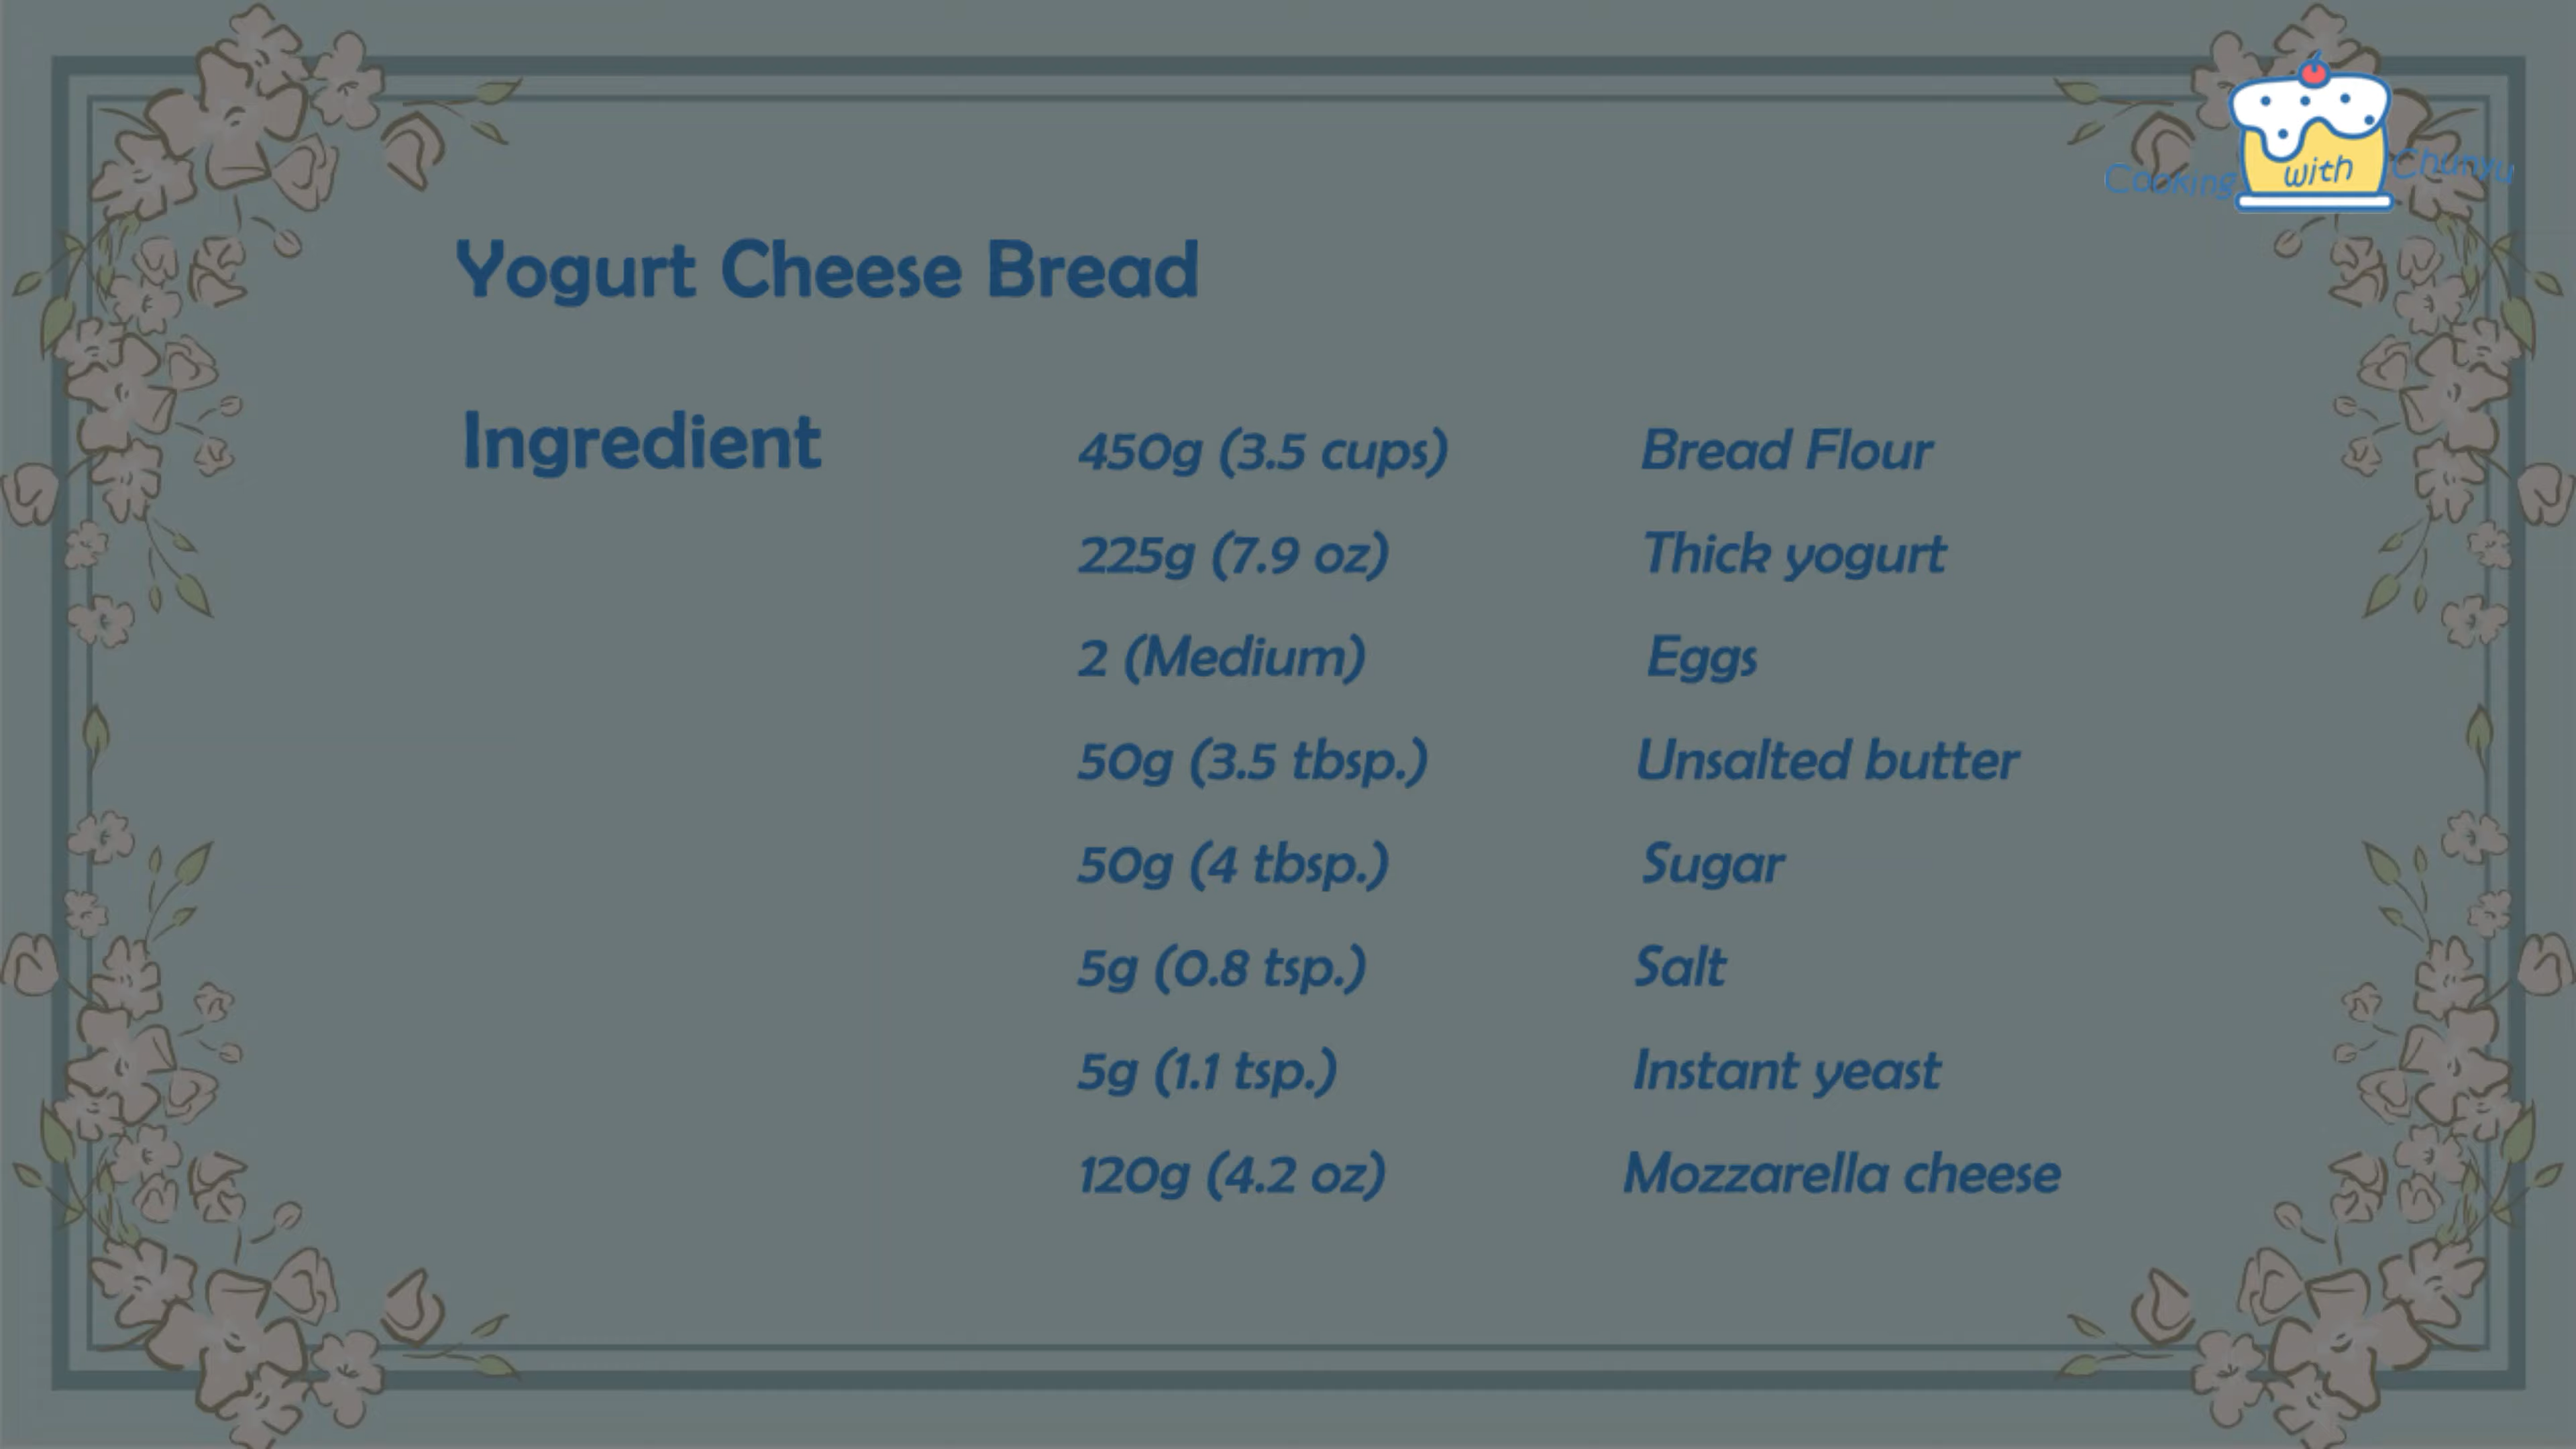 Cooking with Chunyu
Yogurt Cheese Bread
Ingredient
450g (3.5 cups) Bread Flour
225g (7.9 oz) Thick yogurt
2 (Medium) Eggs
50g (3.5 tbsp.) Unsalted butter
50g (4 tbsp.) Sugar
5g (0.8 tsp.) Salt
5g (1.1 tsp.) Instant yeast
120g (4.2 oz) Mozzarella cheese